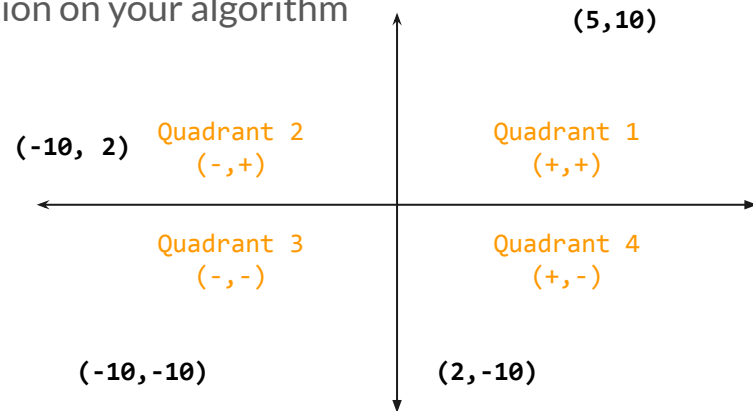 ion on your algorithm
(5,10)
Quadrant 2
(-,+)
Quadrant 1
(+,+)
(-10, 2)
Quadrant 3
(-,-)
Quadrant 4
(+,-)
(-10,-10)
(2,-10)